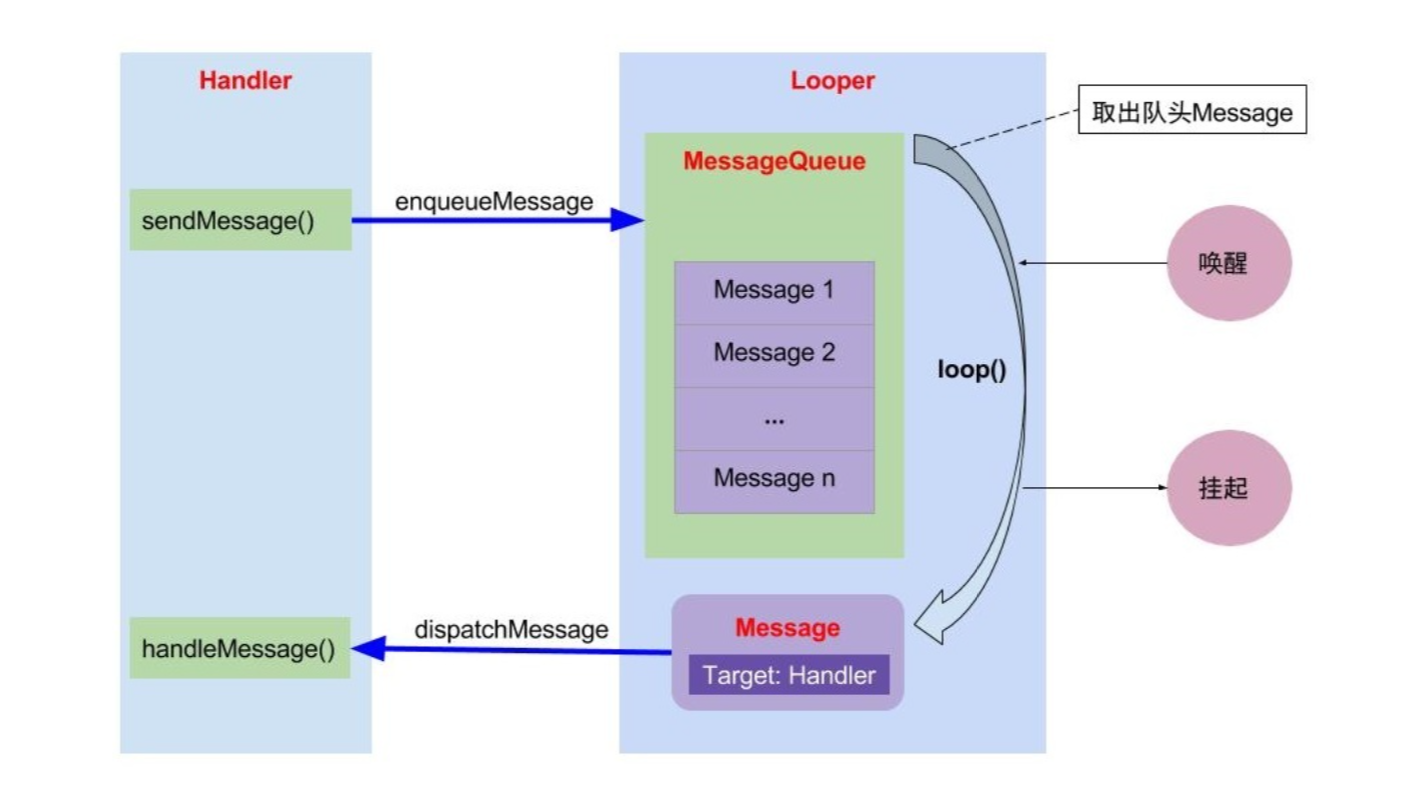 Handler
Looper
取出队头Message
MessageQueue
enqueueMessage
sendMessage()
唤醒
Message 1
Message 2
loop()
...
Message n
挂起
dispatchMessage
Message
handleMessage()
Target: Handler